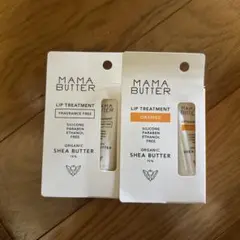 MAMA
BUTTER
LIP TREATMENT
FRAGRANCE FREE
SILICONE
PARABEN
ETHANOL
FREE
ORGANIC
SHEA BUTTER
MAMA
BUTTER
LIP TREATMENT
ORANGE
SILICONE
PARABEN
ETHANOL
FREE
ORGANIC
SHEA BUTTER